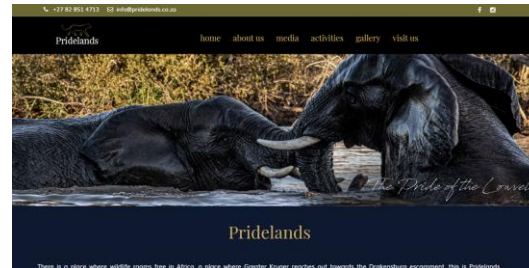 +27 82 851 4713 info@pridelands.co.za
Pridelands
home about us media activities gallery visit us
The Pride of the Lowveld
Pridelands
There is a place where wildlife roams free in Africa, a place where Greater Kruger reaches out towards the Drakensburg escarpment, this is Pridelands.